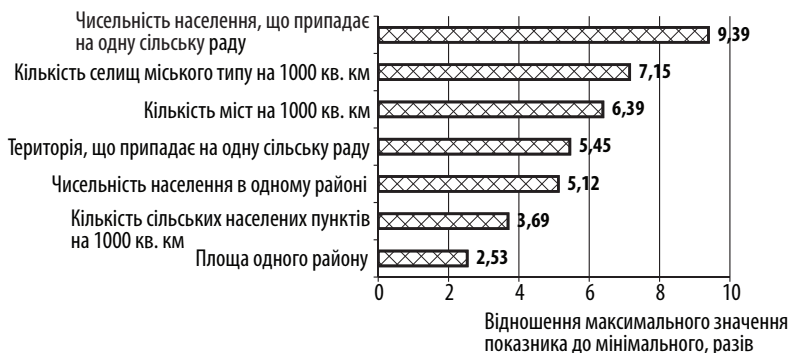 Чисельність населення, що припадає
на одну сільську раду
9,39
Кількість селищ міського типу на 1000 кв. км
7,15
Кількість міст на 1000 кв. км
6,39
Територія, що припадає на одну сільську раду
5,45
Чисельність населення в одному районі
5,12
Кількість сільських населених пунктів
на 1000 кв. км
3,69
Площа одного району
2,53
0 2 4 6 8 10
Відношення максимального значення
показника до мінімального, разів